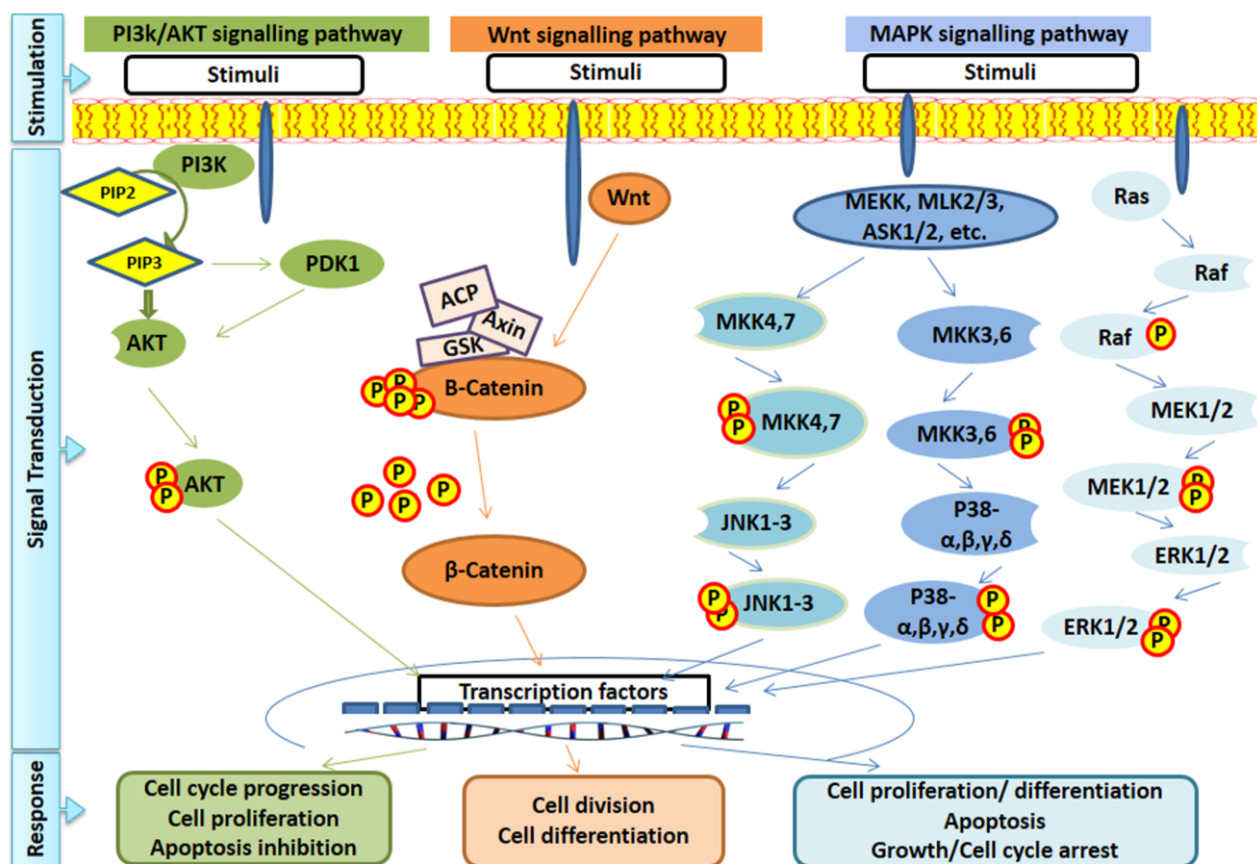 PI3k/AKT signalling pathway
Wnt signalling pathway
MAPK signalling pathway
Stimulation
Stimuli
Stimuli
Stimuli
Signal Transduction
PI3K
PIP2
PIP3
PDK1
AKT
P
P
AKT
Wnt
ACP
Axin
GSK
P
P
P
P
B-Catenin
P
P
P
P
β-Catenin
MEKK, MLK2/3,
ASK1/2, etc.
MKK4,7
P
P
MKK4,7
JNK1-3
P
P
JNK1-3
MKK3,6
MKK3,6
P
P
P38-
α,β,γ,δ
P38-
α,β,γ,δ
P
P
Ras
Raf
Raf
P
MEK1/2
MEK1/2
P
P
ERK1/2
ERK1/2
P
P
Transcription factors
Response
Cell cycle progression
Cell proliferation
Apoptosis inhibition
Cell division
Cell differentiation
Cell proliferation/ differentiation
Apoptosis
Growth/Cell cycle arrest